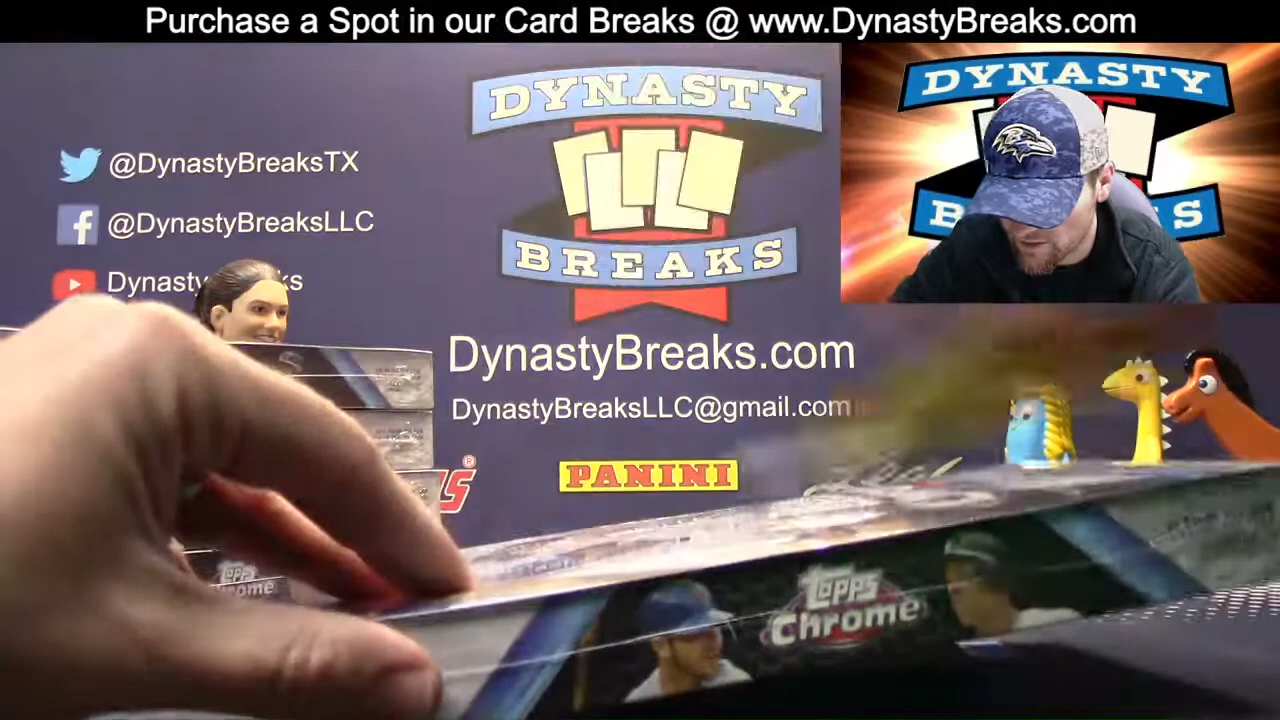 Purchase a Spot in our Card Breaks @ www.DynastyBreaks.com
DYNASTY
BREAKS
@DynastyBreaksTX
@DynastyBreaksLLC
DYNASTY
B S
DynastyBreaks.com
DynastyBreaksLLC@gmail.com
PANINI
Topps
Chrome
Topps